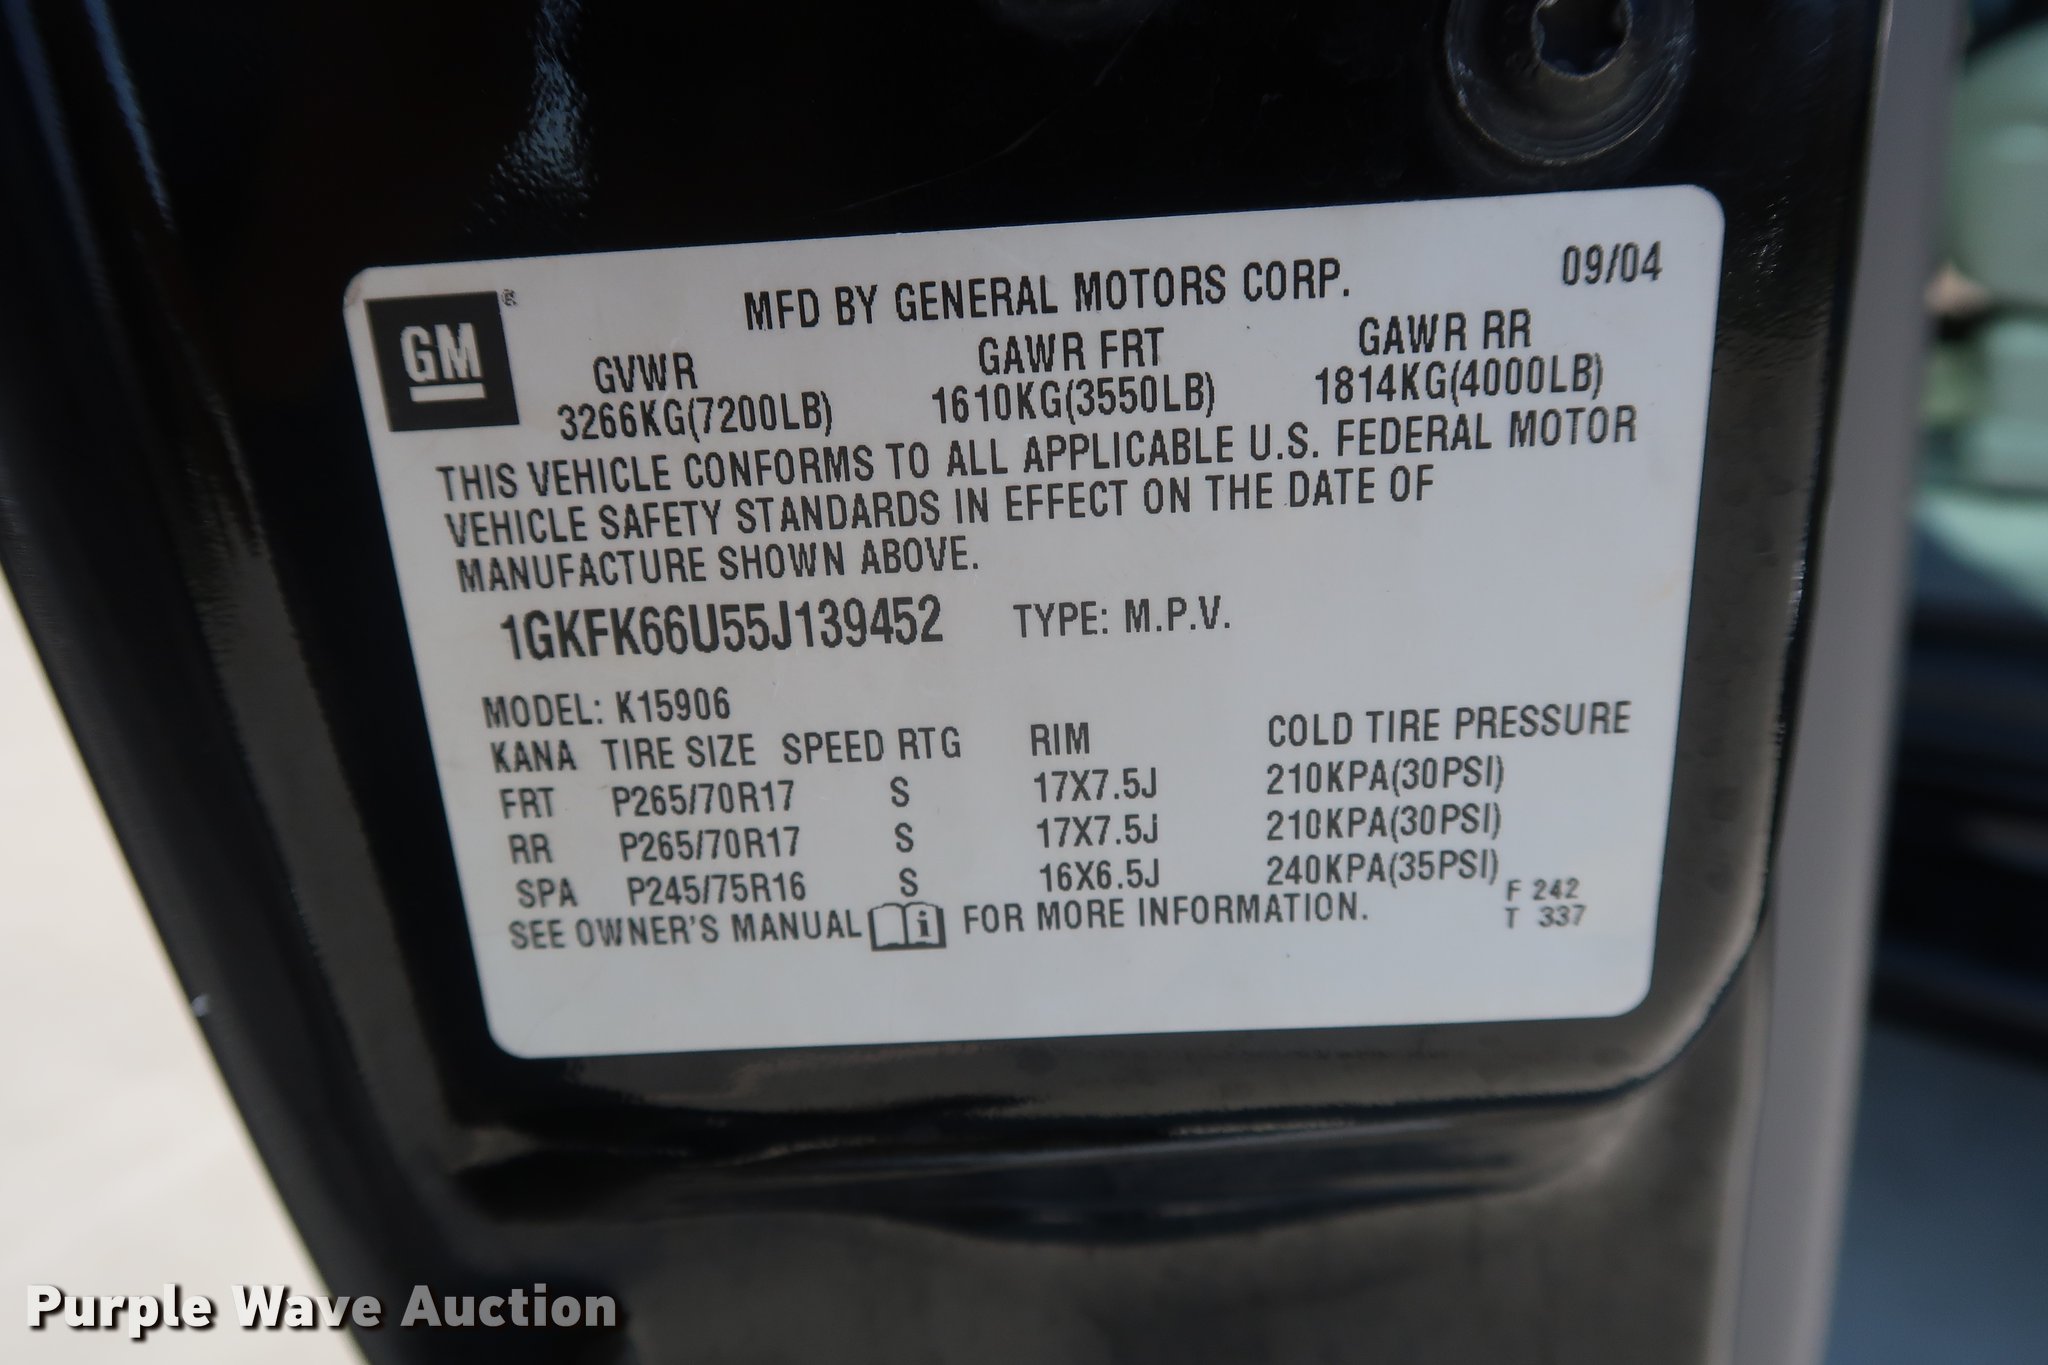 GM ®
MFD BY GENERAL MOTORS CORP. 09/04
GVWR GAWR FRT GAWR RR
3266KG(7200LB) 1610KG(3550LB) 1814KG(4000LB)
THIS VEHICLE CONFORMS TO ALL APPLICABLE U.S. FEDERAL MOTOR
VEHICLE SAFETY STANDARDS IN EFFECT ON THE DATE OF
MANUFACTURE SHOWN ABOVE.
1GKFK66U55J139452 TYPE: M.P.V.
MODEL: K15906
KANA TIRE SIZE SPEED RTG RIM COLD TIRE PRESSURE
FRT P265/70R17 S 17X7.5J 210KPA(30PSI)
RR P265/70R17 S 17X7.5J 210KPA(30PSI)
SPA P245/75R16 S 16X6.5J 240KPA(35PSI)
F 242
SEE OWNER'S MANUAL i FOR MORE INFORMATION. T 337
Purple Wave Auction